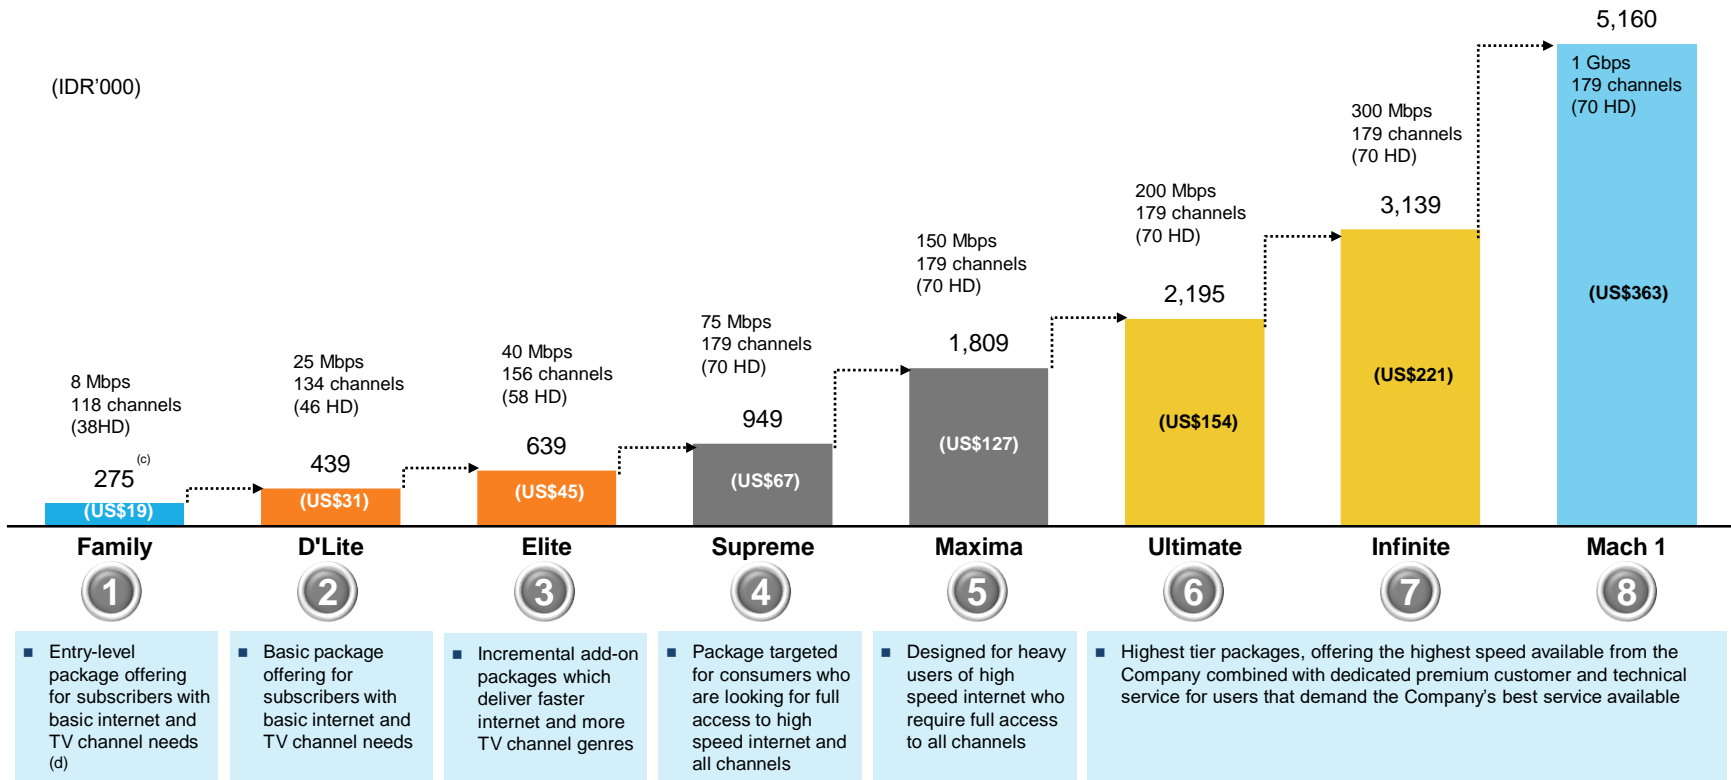 (IDR'000)
8 Mbps
118 channels
(38HD)
275 (c)
(US$19)
25 Mbps
134 channels
(46 HD)
439
(US$31)
40 Mbps
156 channels
(58 HD)
639
(US$45)
75 Mbps
179 channels
(70 HD)
949
(US$67)
150 Mbps
179 channels
(70 HD)
1,809
(US$127)
200 Mbps
179 channels
(70 HD)
2,195
(US$154)
300 Mbps
179 channels
(70 HD)
3,139
(US$221)
5,160
1 Gbps
179 channels
(70 HD)
(US$363)
Family
D'Lite
Elite
Supreme
Maxima
Ultimate
Infinite
Mach 1
1
2
3
4
5
6
7
8
Entry-level
package offering
for subscribers with
basic internet and
TV channel needs
(d)
Basic package
offering for
subscribers with
basic internet and
TV channel needs
Incremental add-on
packages which
deliver faster
internet and more
TV channel genres
Package targeted
for consumers who
are looking for full
access to high
speed internet and
all channels
Designed for heavy
users of high
speed internet who
require full access
to all channels
Highest tier packages, offering the highest speed available from the
Company combined with dedicated premium customer and technical
service for users that demand the Company's best service available